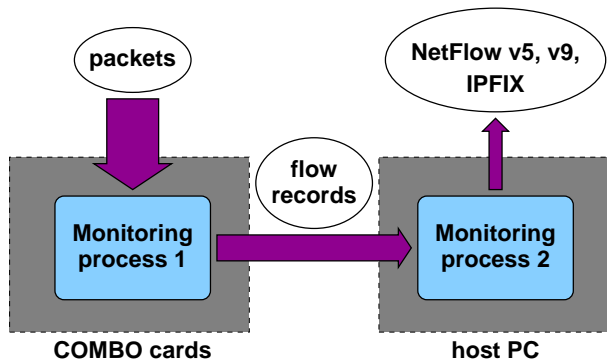 packets
NetFlow v5, v9,
IPFIX
flow
records
Monitoring
process 1
Monitoring
process 2
COMBO cards
host PC